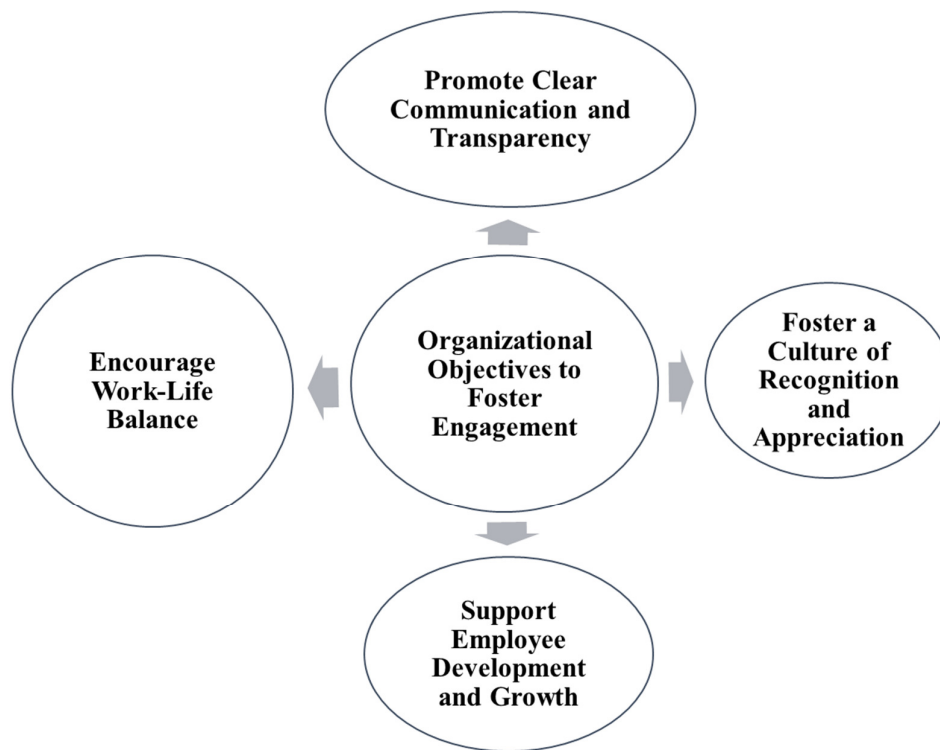 Promote Clear
Communication and
Transparency
Encourage
Work-Life
Balance
Organizational
Objectives to
Foster
Engagement
Foster a
Culture of
Recognition
and
Appreciation
Support
Employee
Development
and Growth